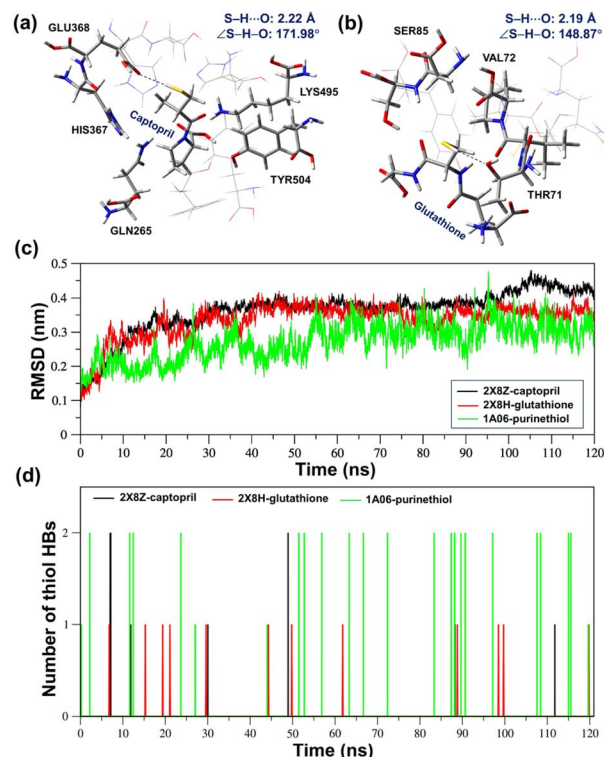 (a)
S–H···O: 2.22 Å
∠S–H–O: 171.98°
GLU368
LYS495
Captopril
HIS367
TYR504
GLN265
(b)
S–H···O: 2.19 Å
∠S–H–O: 148.87°
SER85
VAL72
THR71
Glutathione
(c)
0.5
0.4
0.3
0.2
0.1
0
RMSD (nm)
2X8Z-captopril
2X8H-glutathione
1A06-purinethiol
0 10 20 30 40 50 60 70 80 90 100 110 120
Time (ns)
(d)
2X8Z-captopril 2X8H-glutathione 1A06-purinethiol
2
1
0
Number of thiol HBs
0 10 20 30 40 50 60 70 80 90 100 110 120
Time (ns)